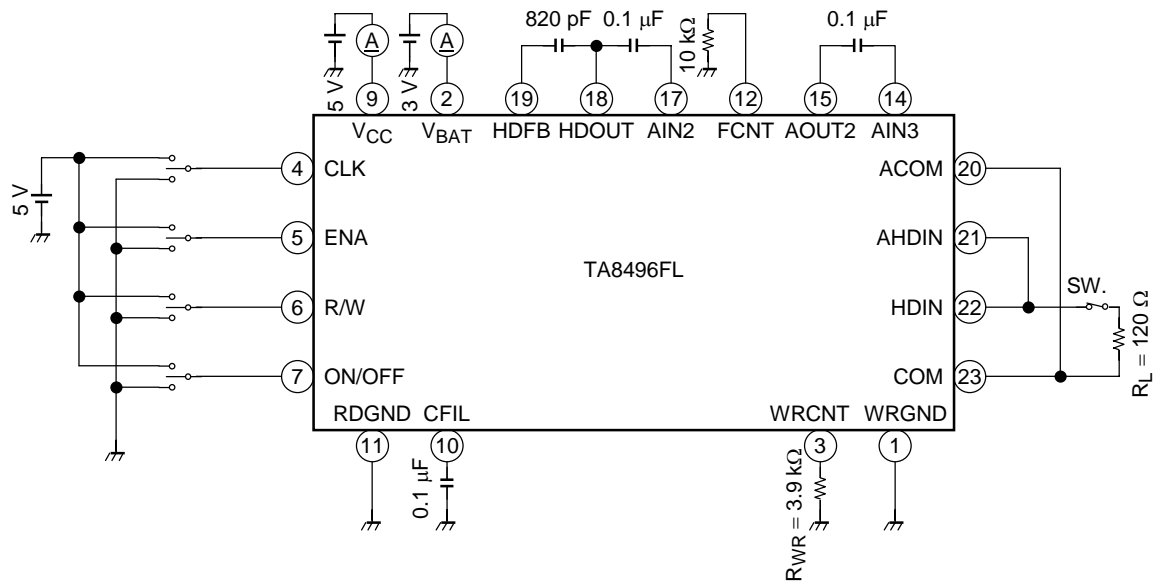 820 pF 0.1 μF 0.1 μF
5 V A 3 V A 10 kΩ
9 2 19 18 17 12 15 14
VCC VBAT HDFB HDOUT AIN2 FCNT AOUT2 AIN3
5 V
4 CLK ACOM 20
5 ENA AHDIN 21
TA8496FL
6 R/W HDIN 22 SW.
7 ON/OFF COM 23 RL = 120 Ω
RDGND CFIL WRCNT WRGND
11 10 3 1
0.1 μF RWR = 3.9 kΩ